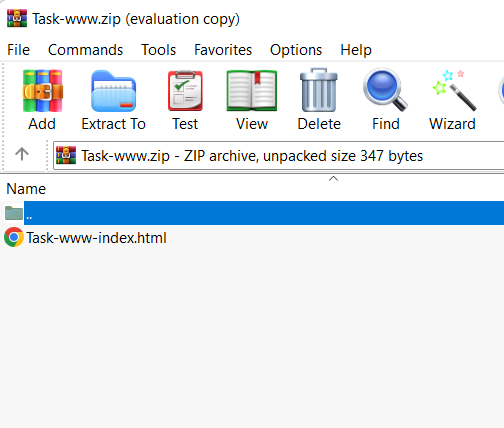 Task-www.zip (evaluation copy)
File Commands Tools Favorites Options Help
Add Extract To Test View Delete Find Wizard
Task-www.zip - ZIP archive, unpacked size 347 bytes
Name
..
Task-www-index.html